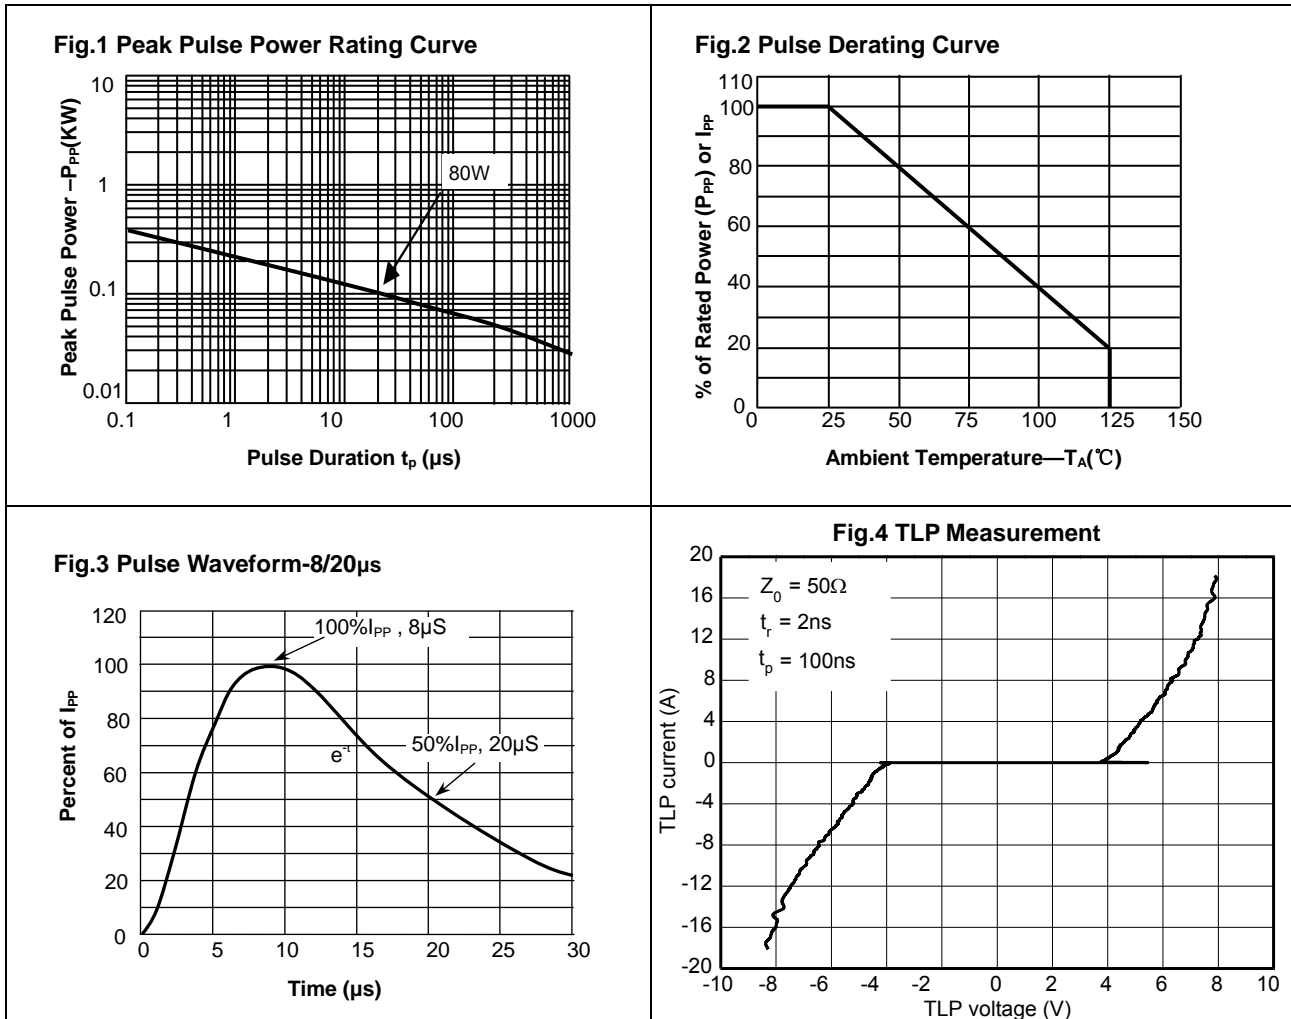 Fig.1 Peak Pulse Power Rating Curve
Peak Pulse Power –PPP(KW)
10
1
0.1
0.01
80W
0.1 1 10 100 1000
Pulse Duration tp (µs)
Fig.2 Pulse Derating Curve
% of Rated Power (PPP) or IPP
110
100
80
60
40
20
0
0 25 50 75 100 125 150
Ambient Temperature—TA(℃)
Fig.3 Pulse Waveform-8/20µs
Percent of IPP
120
100
80
60
40
20
0
100%IPP , 8µS
e-t
50%IPP, 20µS
0 5 10 15 20 25 30
Time (µs)
Fig.4 TLP Measurement
TLP current (A)
20
16
12
8
4
0
-4
-8
-12
-16
-20
Z0 = 50Ω
tr = 2ns
tp = 100ns
-10 -8 -6 -4 -2 0 2 4 6 8 10
TLP voltage (V)